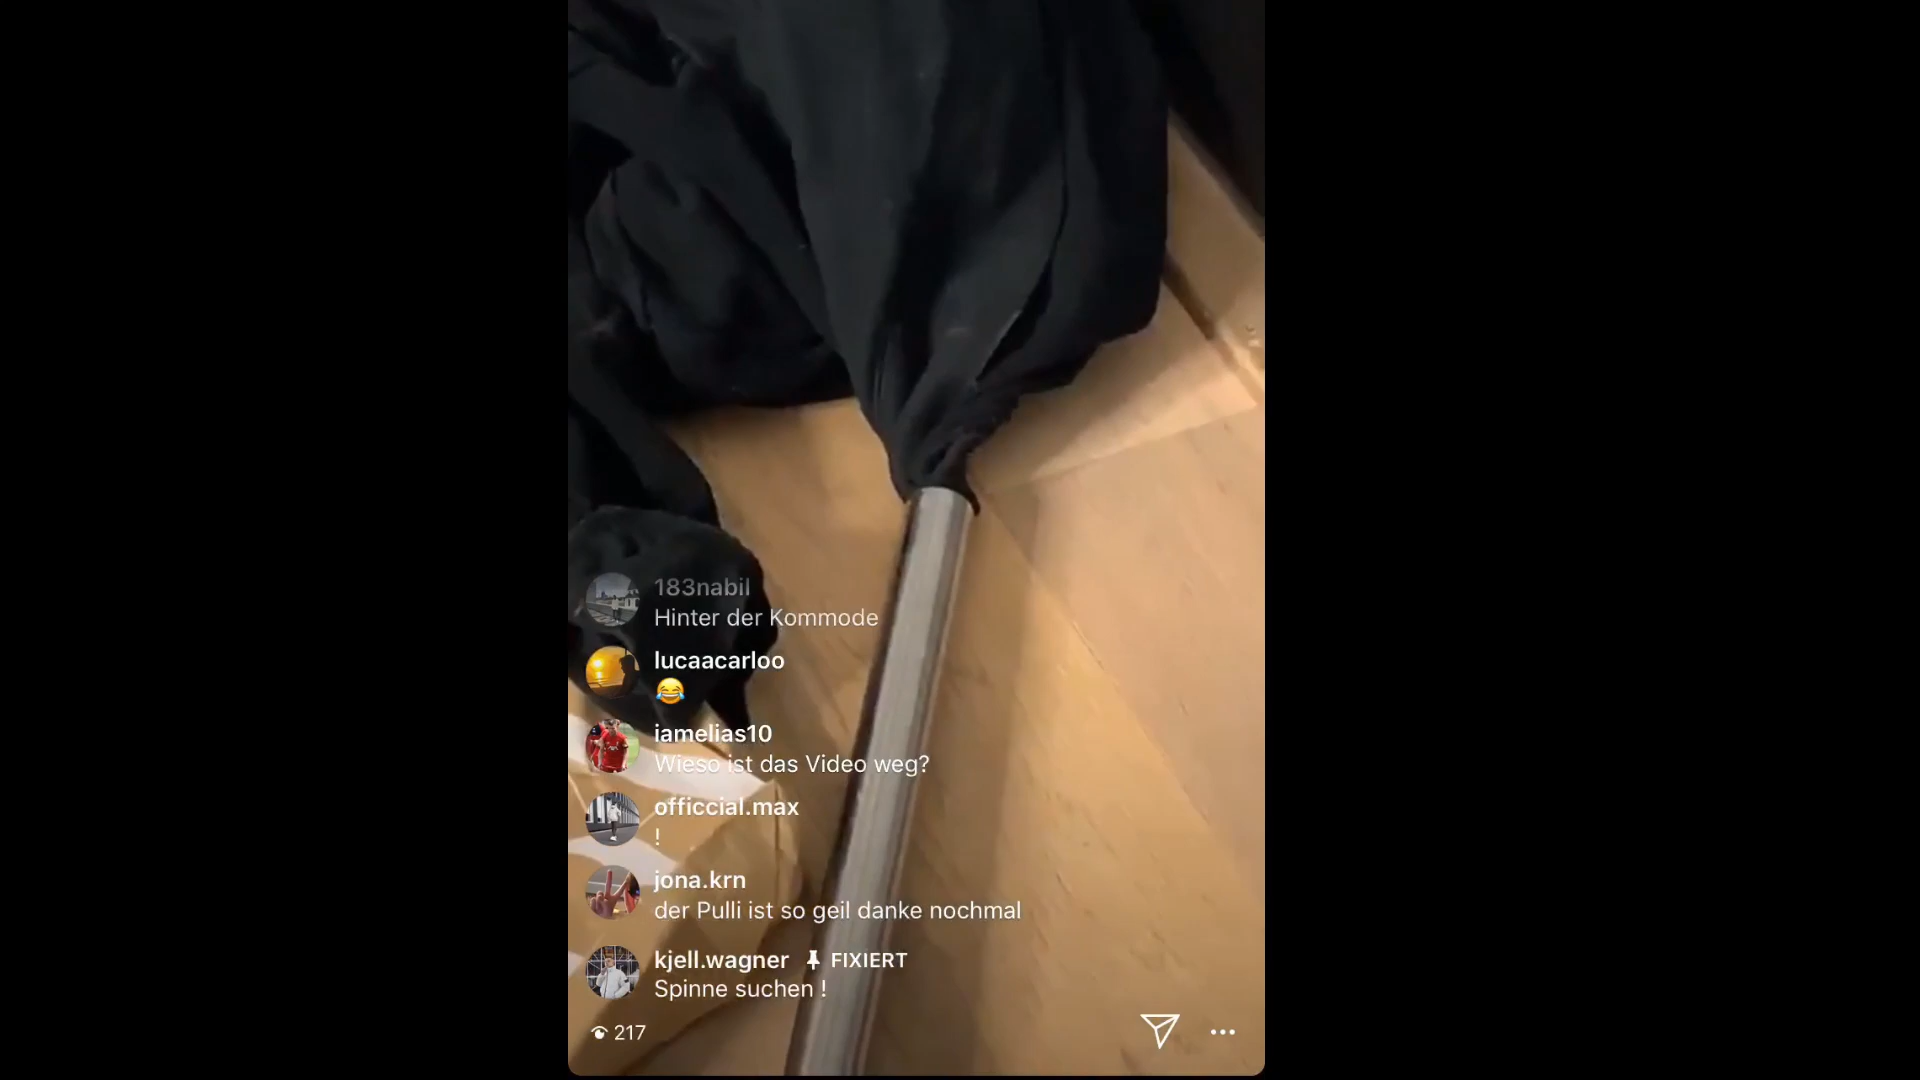 183nabil
Hinter der Kommode
lucaacarloo
😂
iamelias10
Wieso ist das Video weg?
officcial.max
!
jona.krn
der Pulli ist so geil danke nochmal
kjell.wagner FIXIERT
Spinne suchen !
217